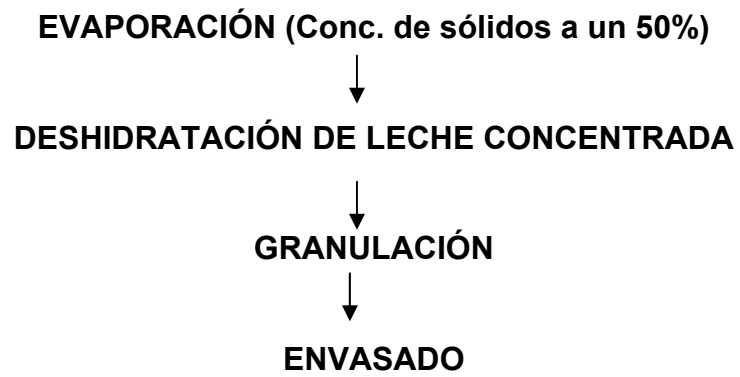 EVAPORACIÓN (Conc. de sólidos a un 50%)
DESHIDRATACIÓN DE LECHE CONCENTRADA
GRANULACIÓN
ENVASADO